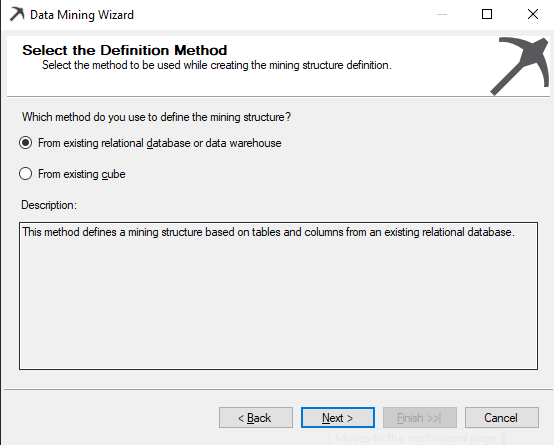 Data Mining Wizard
Select the Definition Method
Select the method to be used while creating the mining structure definition.
Which method do you use to define the mining structure?
From existing relational database or data warehouse
From existing cube
Description:
This method defines a mining structure based on tables and columns from an existing relational database.
< Back
Next >
Finish >>|
Cancel
Moves to the next wizard page